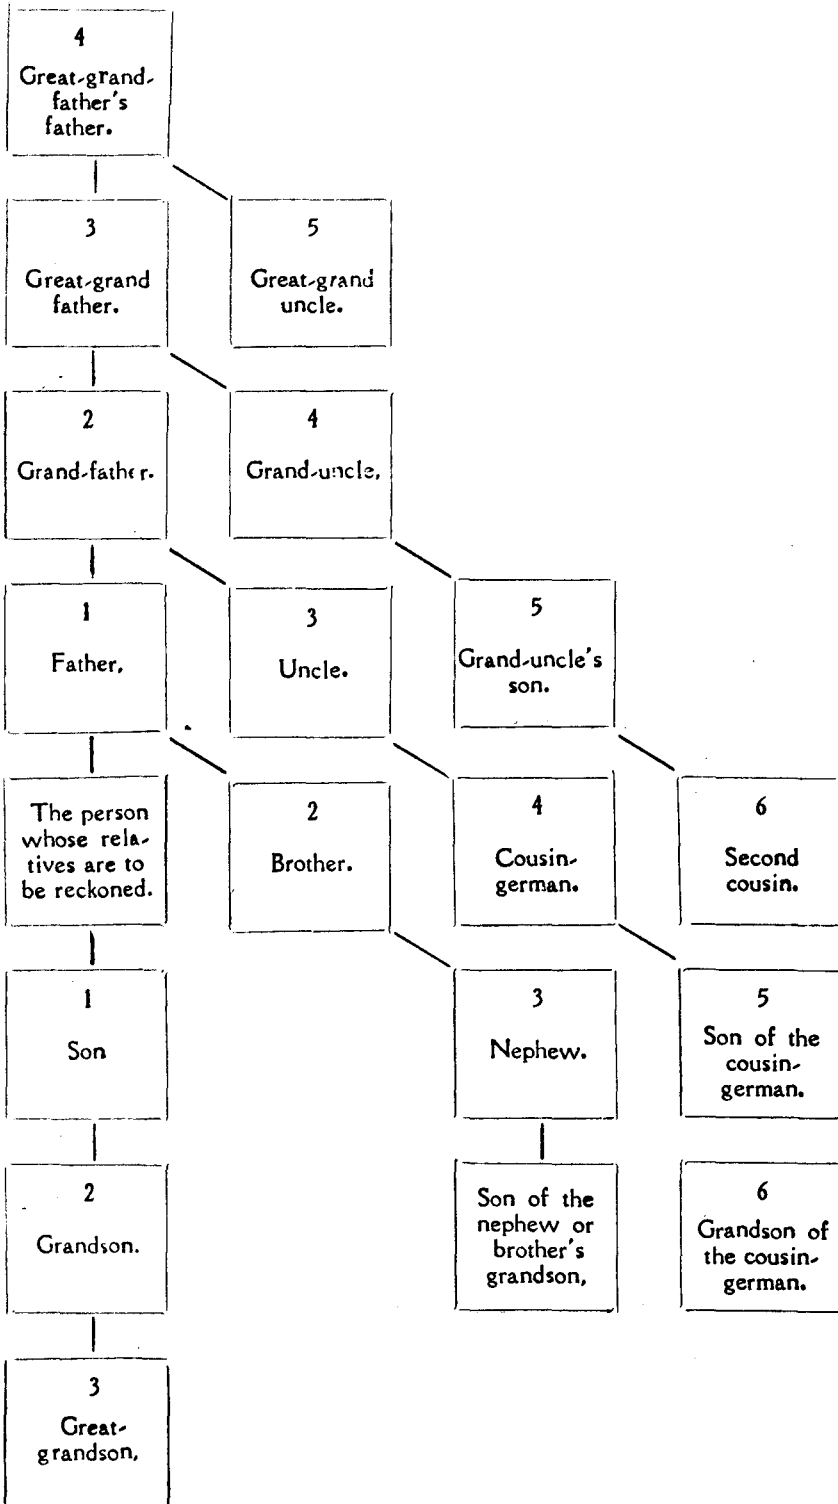 4
Great-grand-
father's
father.
3
Great-grand
father.
5
Great-grand
uncle.
2
Grand-father.
4
Grand-uncle,
1
Father,
3
Uncle.
5
Grand-uncle's
son.
The person
whose rela-
tives are to
be reckoned.
2
Brother.
4
Cousin-
german.
6
Second
cousin.
1
Son
3
Nephew.
5
Son of the
cousin-
german.
2
Grandson.
Son of the
nephew or
brother's
grandson,
6
Grandson of
the cousin-
german.
3
Great-
grandson,